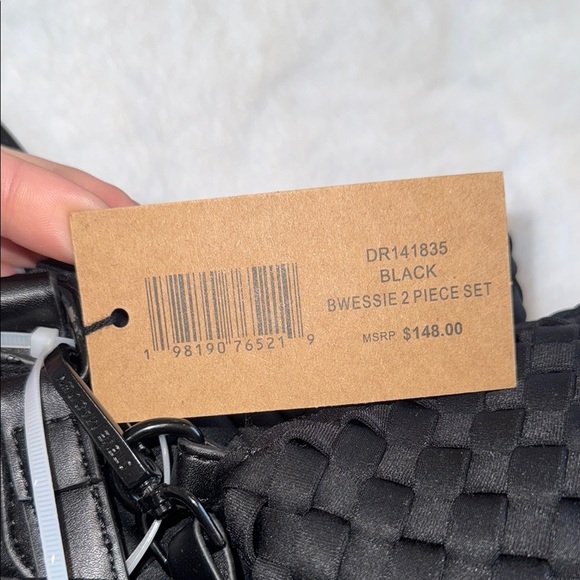 DR141835
BLACK
BWESSIE 2 PIECE SET
MSRP $148.00
1 98190 76521 9